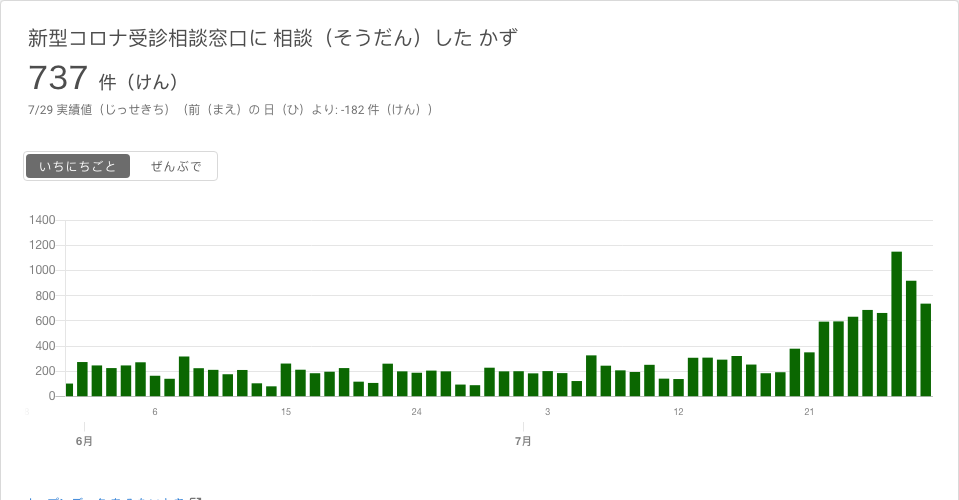 新型コロナ受診相談窓口に 相談（そうだん）した かず
737 件（けん）
7/29 実績値（じっせきち）（前（まえ）の 日（ひ）より: -182 件（けん））
いちにちごと ぜんぶで
1400
1200
1000
800
600
400
200
0
6 15 24 3 12 21
6月 7月